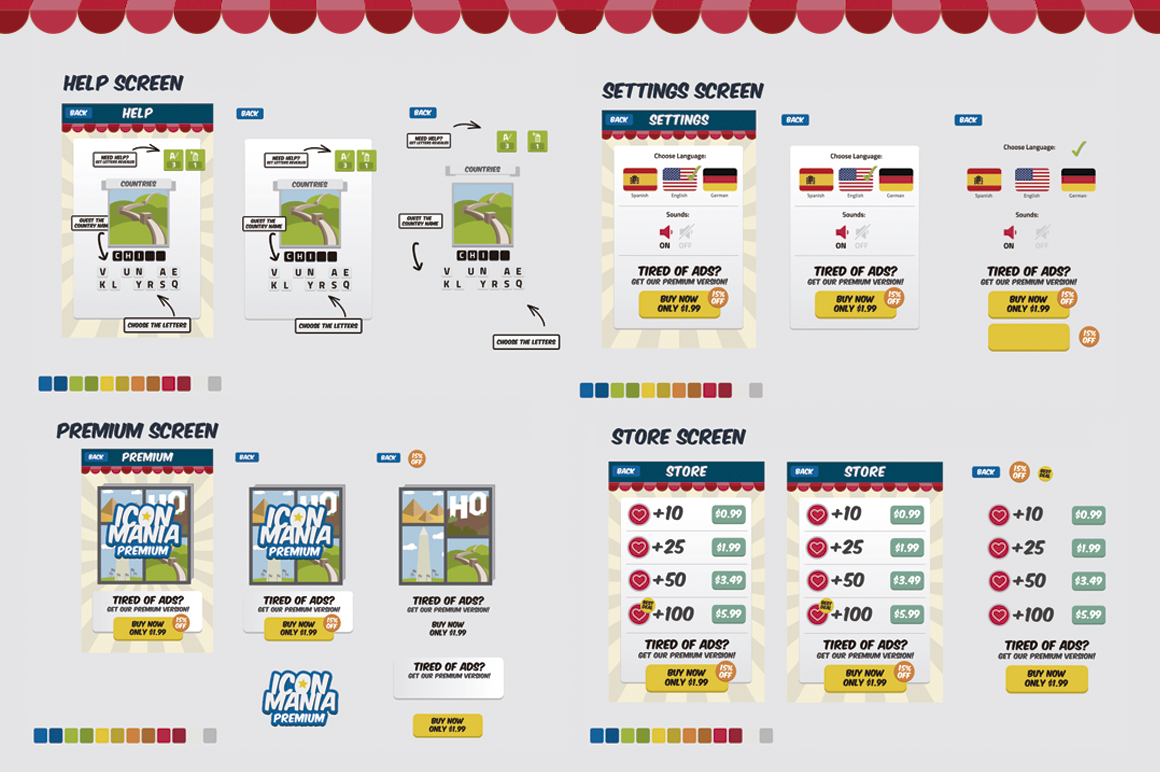 HELP SCREEN
BACK
HELP
NEED HELP?
GET LETTERS REVEALED
A/
3
1
COUNTRIES
GUEST THE
COUNTRY NAME
CHI
V UN AE
KL YRSQ
CHOOSE THE LETTERS
BACK
NEED HELP?
GET LETTERS REVEALED
A/
3
1
COUNTRIES
GUEST THE
COUNTRY NAME
CHI
V UN AE
KL YRSQ
CHOOSE THE LETTERS
BACK
NEED HELP?
GET LETTERS REVEALED
A/
3
1
COUNTRIES
GUEST THE
COUNTRY NAME
CHI
V UN AE
KL YRSQ
CHOOSE THE LETTERS
SETTINGS SCREEN
BACK
SETTINGS
Choose Language:
Spanish English German
Sounds:
ON OFF
TIRED OF ADS?
GET OUR PREMIUM VERSION!
BUY NOW
ONLY $1.99
15%
OFF
BACK
Choose Language:
Spanish English German
Sounds:
ON OFF
TIRED OF ADS?
GET OUR PREMIUM VERSION!
BUY NOW
ONLY $1.99
15%
OFF
BACK
Choose Language:
Spanish English German
Sounds:
ON OFF
TIRED OF ADS?
GET OUR PREMIUM VERSION!
BUY NOW
ONLY $1.99
15%
OFF
15%
OFF
PREMIUM SCREEN
BACK
PREMIUM
HO
ICON
MANIA
PREMIUM
TIRED OF ADS?
GET OUR PREMIUM VERSION!
BUY NOW
ONLY $1.99
15%
OFF
BACK
HO
ICON
MANIA
PREMIUM
TIRED OF ADS?
GET OUR PREMIUM VERSION!
BUY NOW
ONLY $1.99
15%
OFF
ICON
MANIA
PREMIUM
BACK
15%
OFF
HO
TIRED OF ADS?
GET OUR PREMIUM VERSION!
BUY NOW
ONLY $1.99
TIRED OF ADS?
GET OUR PREMIUM VERSION!
BUY NOW
ONLY $1.99
STORE SCREEN
BACK
STORE
+10 $0.99
+25 $1.99
+50 $3.49
BEST
DEAL
+100 $5.99
TIRED OF ADS?
GET OUR PREMIUM VERSION!
BUY NOW
ONLY $1.99
15%
OFF
BACK
STORE
+10 $0.99
+25 $1.99
+50 $3.49
BEST
DEAL
+100 $5.99
TIRED OF ADS?
GET OUR PREMIUM VERSION!
BUY NOW
ONLY $1.99
15%
OFF
BACK
15%
OFF
BEST
DEAL
+10 $0.99
+25 $1.99
+50 $3.49
+100 $5.99
TIRED OF ADS?
GET OUR PREMIUM VERSION!
BUY NOW
ONLY $1.99